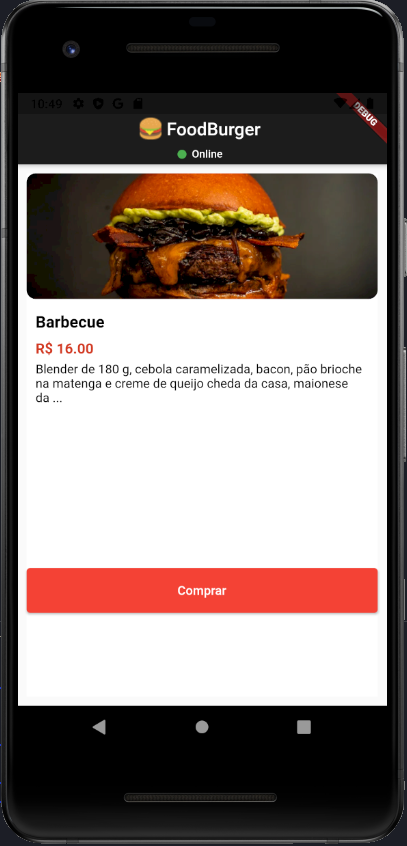 10:49
DEBUG
FoodBurger
Online
Barbecue
R$ 16.00
Blender de 180 g, cebola caramelizada, bacon, pão brioche
na matenga e creme de queijo cheda da casa, maionese
da ...
Comprar